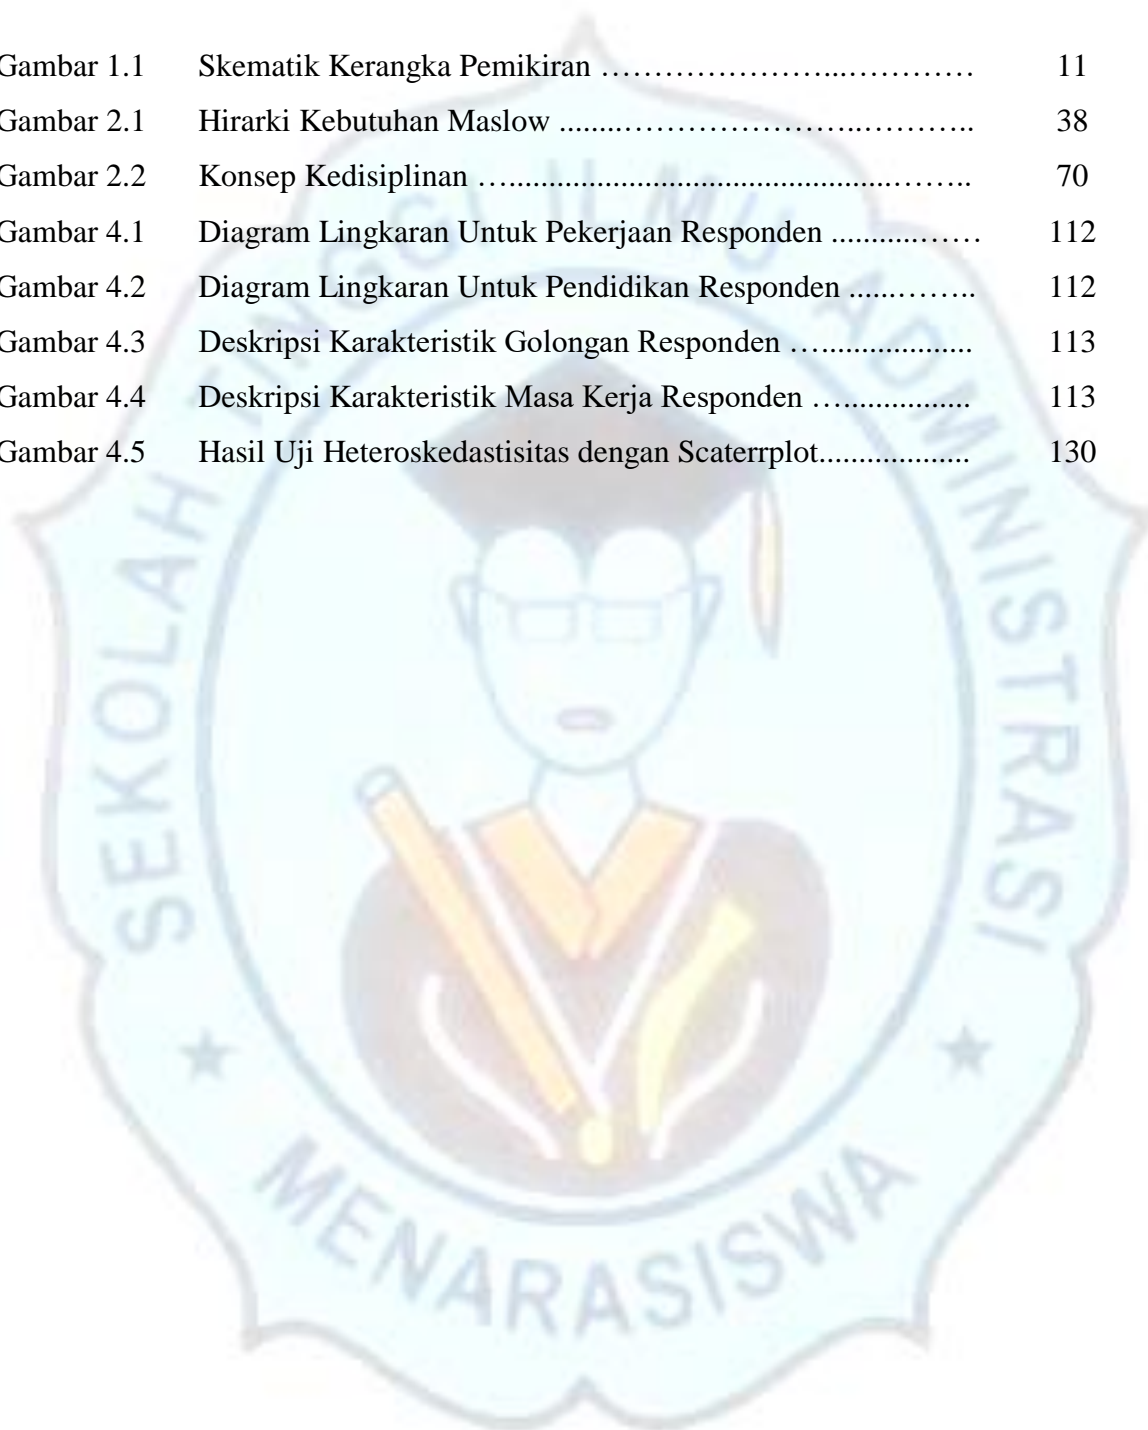 Gambar 1.1 Skematik Kerangka Pemikiran …………………...………… 11
Gambar 2.1 Hirarki Kebutuhan Maslow ........…………………..……….. 38
Gambar 2.2 Konsep Kedisiplinan ….............................................…….. 70
Gambar 4.1 Diagram Lingkaran Untuk Pekerjaan Responden ...........…… 112
Gambar 4.2 Diagram Lingkaran Untuk Pendidikan Responden ......…….. 112
Gambar 4.3 Deskripsi Karakteristik Golongan Responden ….................. 113
Gambar 4.4 Deskripsi Karakteristik Masa Kerja Responden …............... 113
Gambar 4.5 Hasil Uji Heteroskedastisitas dengan Scaterrplot................... 130
SEKOLAH TINGGI ILMU ADMINISTRASI
MENARASISWA